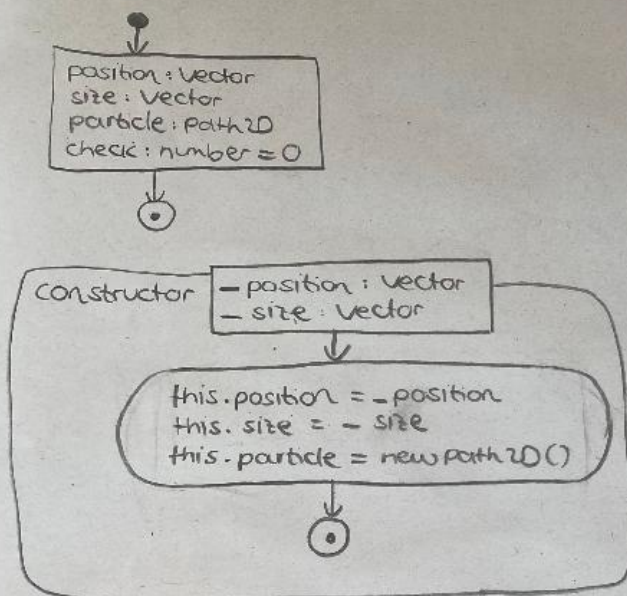 position : Vector
size : Vector
particle : path2D
check : number = 0
constructor
_position : Vector
_size : Vector
this.position = _position
this.size = _size
this.particle = new path2D()